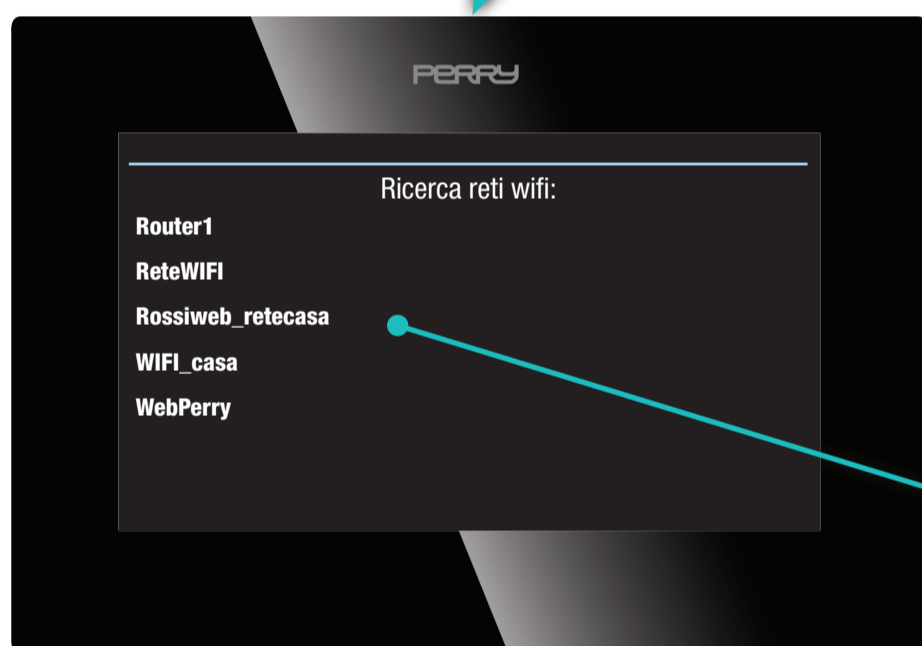 PERRY
Ricerca reti wifi:
Router1
ReteWIFI
Rossiweb_retecasa
WIFI_casa
WebPerry